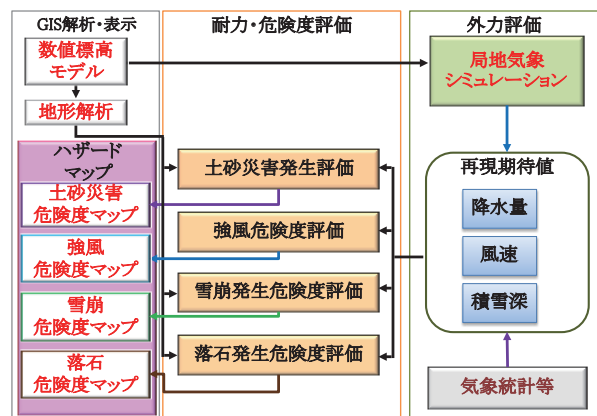 GIS解析・表示
数値標高
モデル
地形解析
ハザード
マップ
土砂災害
危険度マップ
強風
危険度マップ
雪崩
危険度マップ
落石
危険度マップ
耐力・危険度評価
土砂災害発生評価
強風危険度評価
雪崩発生危険度評価
落石発生危険度評価
外力評価
局地気象
シミュレーション
再現期待値
降水量
風速
積雪深
気象統計等